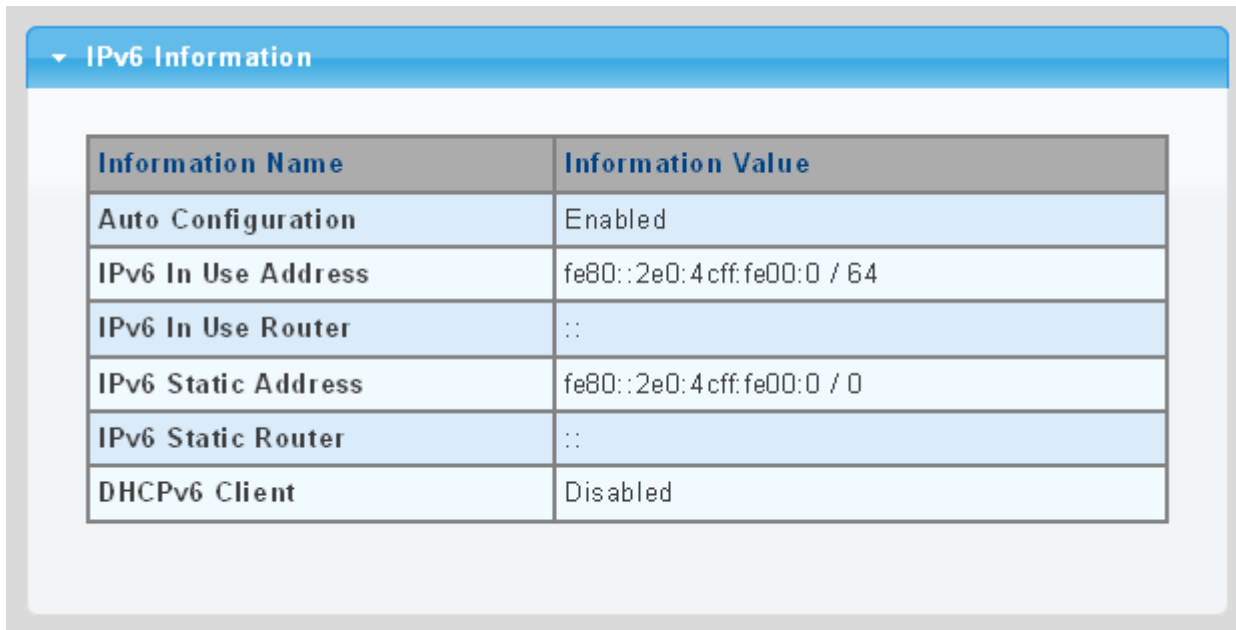 IPv6 Information
Information Name Information Value
Auto Configuration Enabled
IPv6 In Use Address fe80::2e0:4cff:fe00:0 / 64
IPv6 In Use Router ::
IPv6 Static Address fe80::2e0:4cff:fe00:0 / 0
IPv6 Static Router ::
DHCPv6 Client Disabled